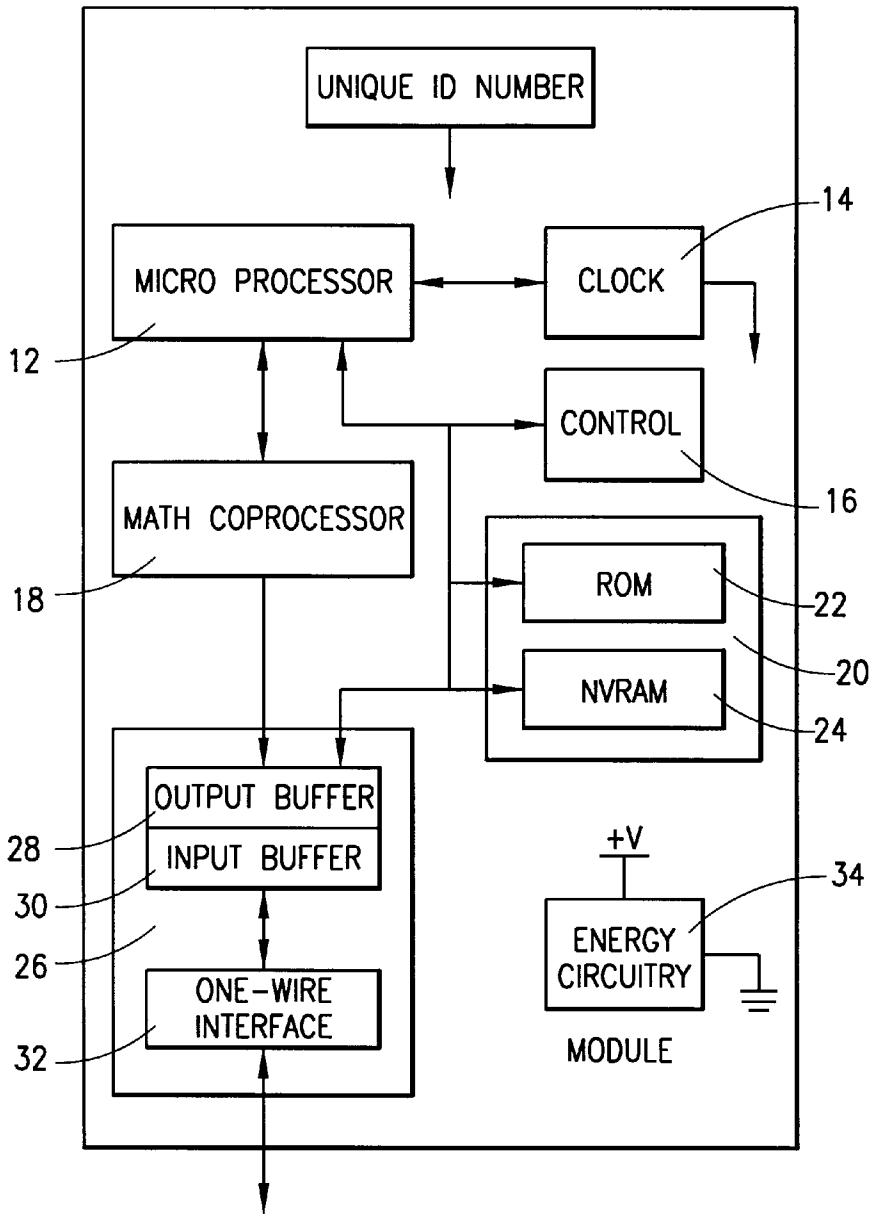 UNIQUE ID NUMBER
14
MICRO PROCESSOR
CLOCK
12
CONTROL
16
MATH COPROCESSOR
18
ROM
22
20
NVRAM
24
OUTPUT BUFFER
28
INPUT BUFFER
30
26
ONE-WIRE
INTERFACE
32
+V
34
ENERGY
CIRCUITRY
MODULE